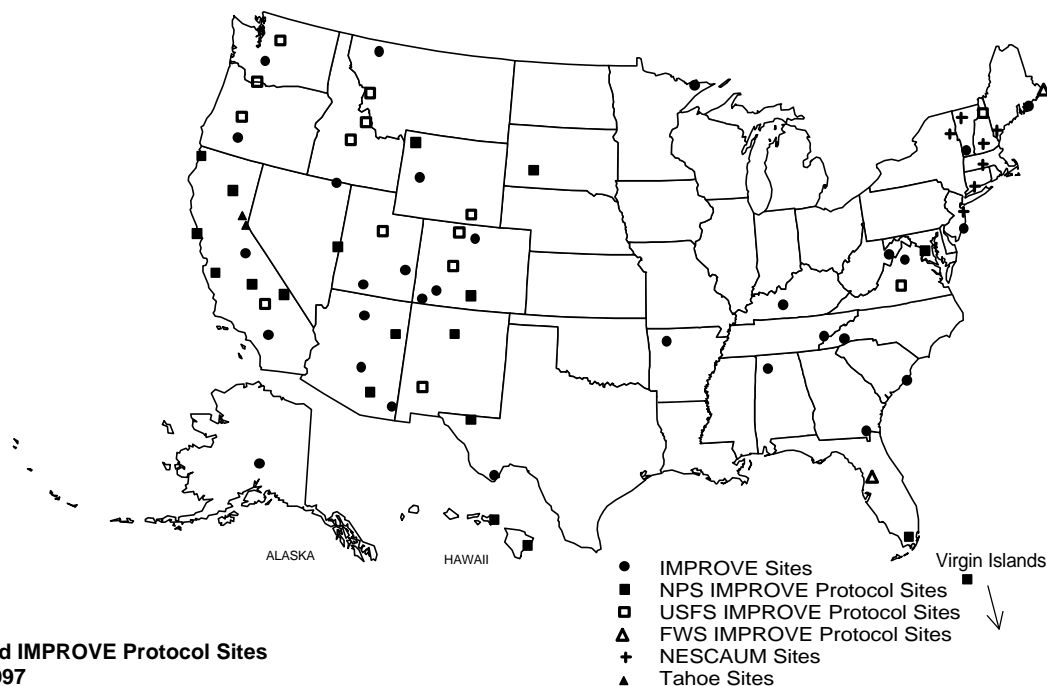 ALASKA
HAWAII
Virgin Islands
IMPROVE Sites
NPS IMPROVE Protocol Sites
USFS IMPROVE Protocol Sites
FWS IMPROVE Protocol Sites
NESCAUM Sites
Tahoe Sites
IMPROVE Protocol Sites